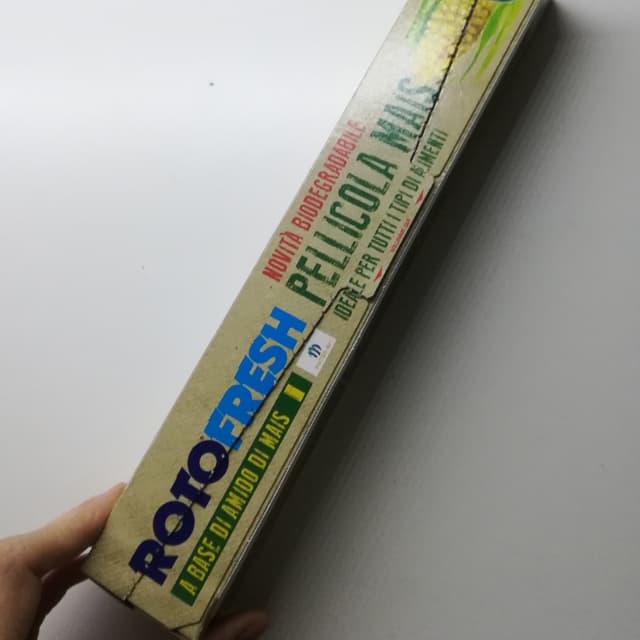 NOVITÀ BIODEGRADABILE
PELLICOLA MAIS
IDEALE PER TUTTI I TIPI DI ALIMENTI
ROTOFRESH
A BASE DI AMIDO DI MAIS